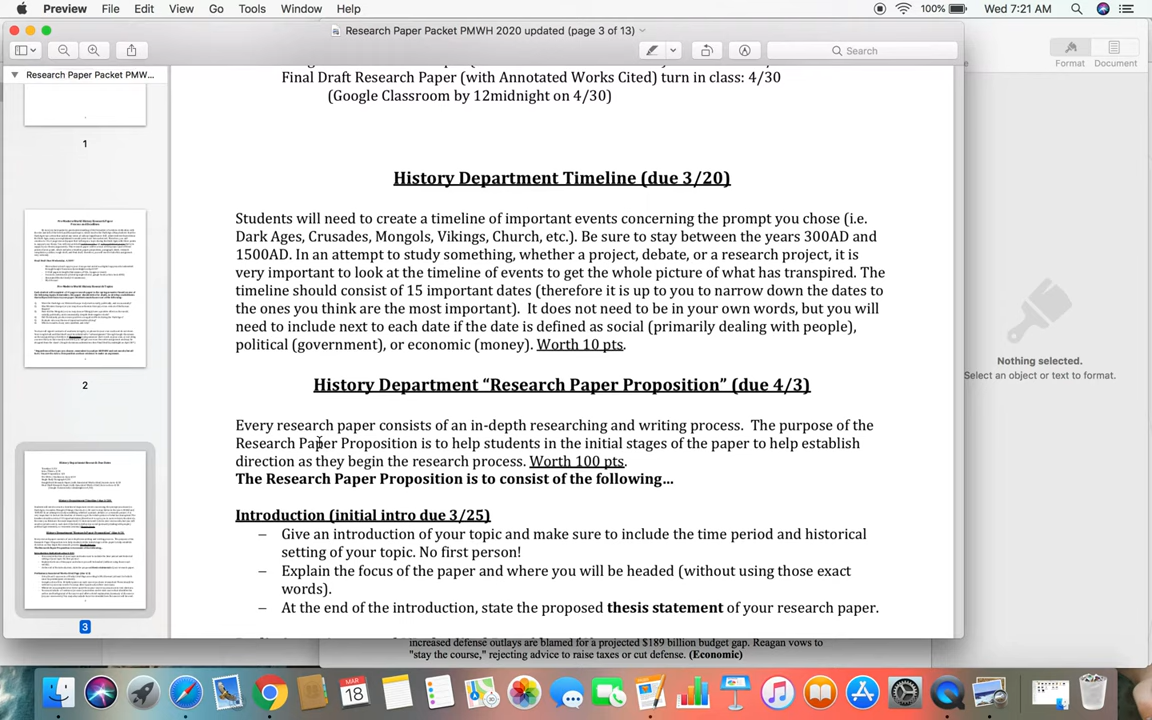 Preview File Edit View Go Tools Window Help 100% Wed 7:21 AM
Research Paper Packet PMWH 2020 updated (page 3 of 13)
Search
Format Document
Research Paper Packet PMW...
1
2
3
Final Draft Research Paper (with Annotated Works Cited) turn in class: 4/30
(Google Classroom by 12midnight on 4/30)
History Department Timeline (due 3/20)
Students will need to create a timeline of important events concerning the prompt you chose (i.e.
Dark Ages, Crusades, Mongols, Vikings, Church, etc.). Be sure to stay between the years 300AD and
1500AD. In an attempt to study something, whether a project, debate, or a research project, it is
very important to look at the timeline of events to get the whole picture of what has transpired. The
timeline should consist of 15 important dates (therefore it is up to you to narrow down the dates to
the ones you think are the most important. It does not need to be in your own words, but you will
need to include next to each date if the date is defined as social (primarily dealing with people),
political (government), or economic (money). Worth 10 pts.
History Department “Research Paper Proposition” (due 4/3)
Every research paper consists of an in-depth researching and writing process. The purpose of the
Research Paper Proposition is to help students in the initial stages of the paper to help establish
direction as they begin the research process. Worth 100 pts.
The Research Paper Proposition is to consist of the following...
Introduction (initial intro due 3/25)
– Give an introduction of your topic and make sure to include the time period and historical
setting of your topic. No first person!
– Explain the focus of the paper and where you will be headed (without using those exact
words).
– At the end of the introduction, state the proposed thesis statement of your research paper.
Nothing selected.
Select an object or text to format.
increased defense outlays are blamed for a projected $189 billion budget gap. Reagan vows to
"stay the course," rejecting advice to raise taxes or cut defense. (Economic)
MAR
18